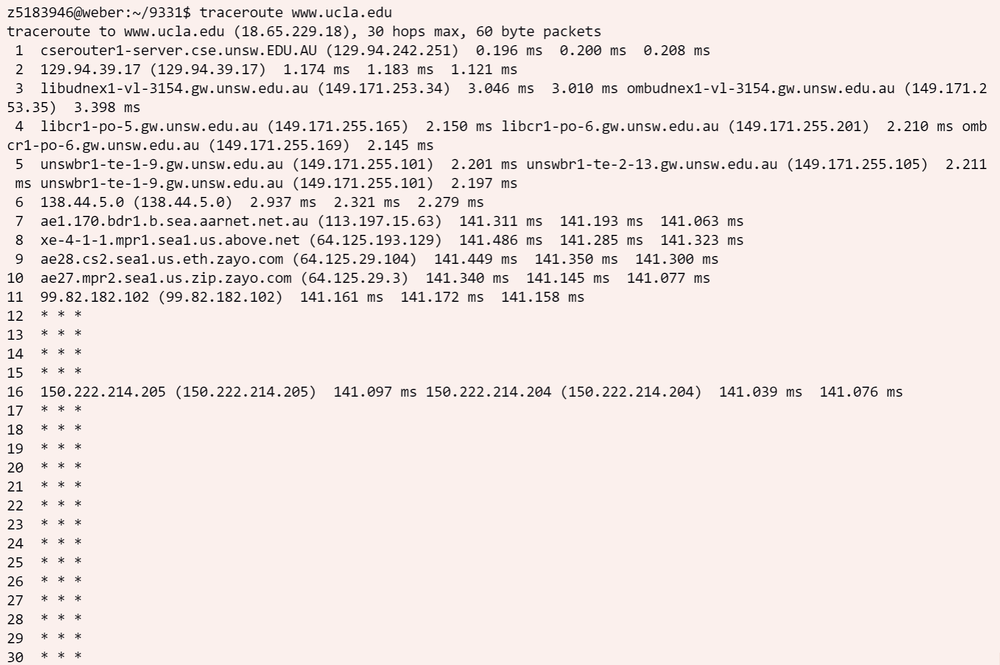 z5183946@weber:~/9331$ traceroute www.ucla.edu
traceroute to www.ucla.edu (18.65.229.18), 30 hops max, 60 byte packets
 1  cserouter1-server.cse.unsw.EDU.AU (129.94.242.251)  0.196 ms  0.200 ms  0.208 ms
 2  129.94.39.17 (129.94.39.17)  1.174 ms  1.183 ms  1.121 ms
 3  libudnex1-vl-3154.gw.unsw.edu.au (149.171.253.34)  3.046 ms  3.010 ms ombudnex1-vl-3154.gw.unsw.edu.au (149.171.2
53.35)  3.398 ms
 4  libcr1-po-5.gw.unsw.edu.au (149.171.255.165)  2.150 ms libcr1-po-6.gw.unsw.edu.au (149.171.255.201)  2.210 ms omb
cr1-po-6.gw.unsw.edu.au (149.171.255.169)  2.145 ms
 5  unswbr1-te-1-9.gw.unsw.edu.au (149.171.255.101)  2.201 ms unswbr1-te-2-13.gw.unsw.edu.au (149.171.255.105)  2.211
 ms unswbr1-te-1-9.gw.unsw.edu.au (149.171.255.101)  2.197 ms
 6  138.44.5.0 (138.44.5.0)  2.937 ms  2.321 ms  2.279 ms
 7  ae1.170.bdr1.b.sea.aarnet.net.au (113.197.15.63)  141.311 ms  141.193 ms  141.063 ms
 8  xe-4-1-1.mpr1.sea1.us.above.net (64.125.193.129)  141.486 ms  141.285 ms  141.323 ms
 9  ae28.cs2.sea1.us.eth.zayo.com (64.125.29.104)  141.449 ms  141.350 ms  141.300 ms
10  ae27.mpr2.sea1.us.zip.zayo.com (64.125.29.3)  141.340 ms  141.145 ms  141.077 ms
11  99.82.182.102 (99.82.182.102)  141.161 ms  141.172 ms  141.158 ms
12  * * *
13  * * *
14  * * *
15  * * *
16  150.222.214.205 (150.222.214.205)  141.097 ms 150.222.214.204 (150.222.214.204)  141.039 ms  141.076 ms
17  * * *
18  * * *
19  * * *
20  * * *
21  * * *
22  * * *
23  * * *
24  * * *
25  * * *
26  * * *
27  * * *
28  * * *
29  * * *
30  * * *